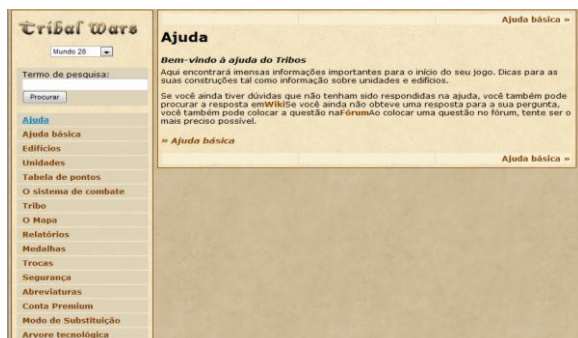 Tribal Wars
Mundo 28
Termo de pesquisa:
Procurar
Ajuda
Ajuda básica
Edifícios
Unidades
Tabela de pontos
O sistema de combate
Tribo
O Mapa
Relatórios
Medalhas
Trocas
Segurança
Abreviaturas
Conta Premium
Modo de Substituição
Arvore tecnológica
Ajuda básica »
Ajuda
Bem-vindo à ajuda do Tribos
Aqui encontrará imensas informações importantes para o início do seu jogo. Dicas para as
suas construções tal como informação sobre unidades e edifícios.
Se você ainda tiver dúvidas que não tenham sido respondidas na ajuda, você também pode
procurar a resposta emWikiSe você ainda não obteve uma resposta para a sua pergunta,
você também pode colocar a questão naFórumAo colocar uma questão no fórum, tente ser o
mais preciso possível.
» Ajuda básica
Ajuda básica »